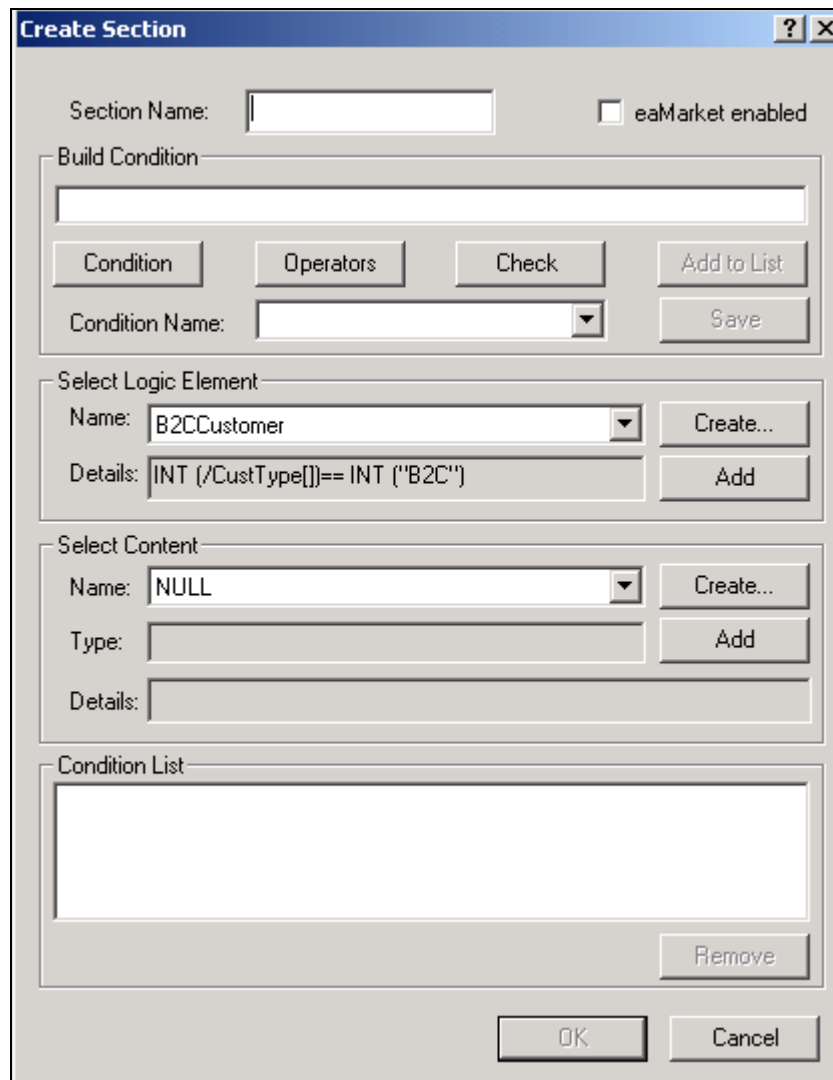 Create Section
Section Name: eaMarket enabled
Build Condition
Condition Operators Check Add to List
Condition Name: Save
Select Logic Element
Name: B2CCustomer Create...
Details: INT (/CustType[])== INT ("B2C") Add
Select Content
Name: NULL Create...
Type: Add
Details:
Condition List
Remove
OK Cancel